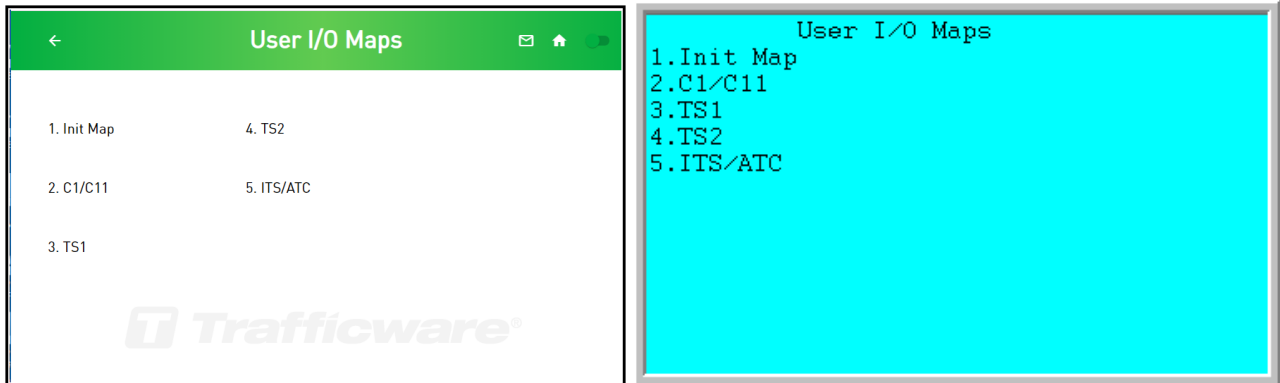 User I/O Maps
1. Init Map
4. TS2
2. C1/C11
5. ITS/ATC
3. TS1
Trafficware®
User I/O Maps
1.Init Map
2.C1/C11
3.TS1
4.TS2
5.ITS/ATC